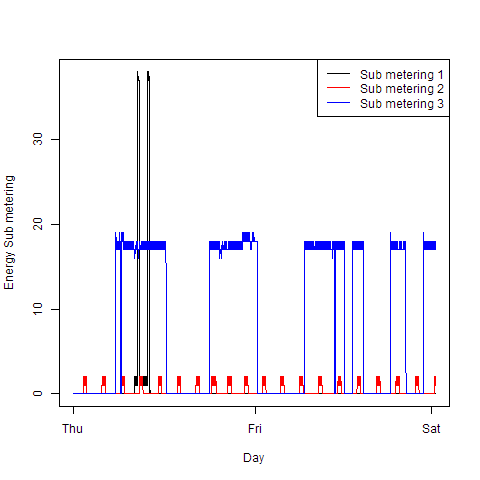 Sub metering 1
Sub metering 2
Sub metering 3
Energy Sub metering
30
20
10
0
Thu
Fri
Sat
Day